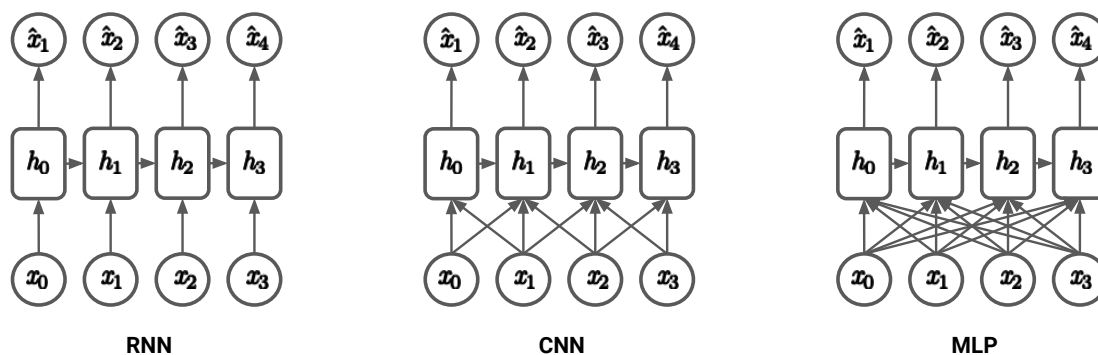 x̂₁ x̂₂ x̂₃ x̂₄ x̂₁ x̂₂ x̂₃ x̂₄ x̂₁ x̂₂ x̂₃ x̂₄
h₀ h₁ h₂ h₃ h₀ h₁ h₂ h₃ h₀ h₁ h₂ h₃
x₀ x₁ x₂ x₃ x₀ x₁ x₂ x₃ x₀ x₁ x₂ x₃
RNN CNN MLP